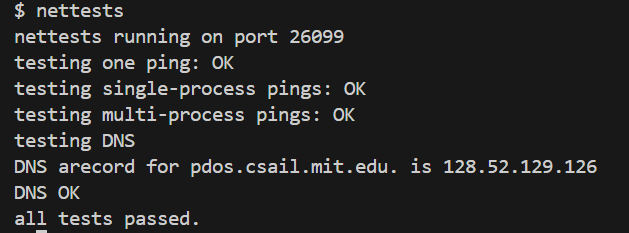 $ nettests
nettests running on port 26099
testing one ping: OK
testing single-process pings: OK
testing multi-process pings: OK
testing DNS
DNS arecord for pdos.csail.mit.edu. is 128.52.129.126
DNS OK
all tests passed.